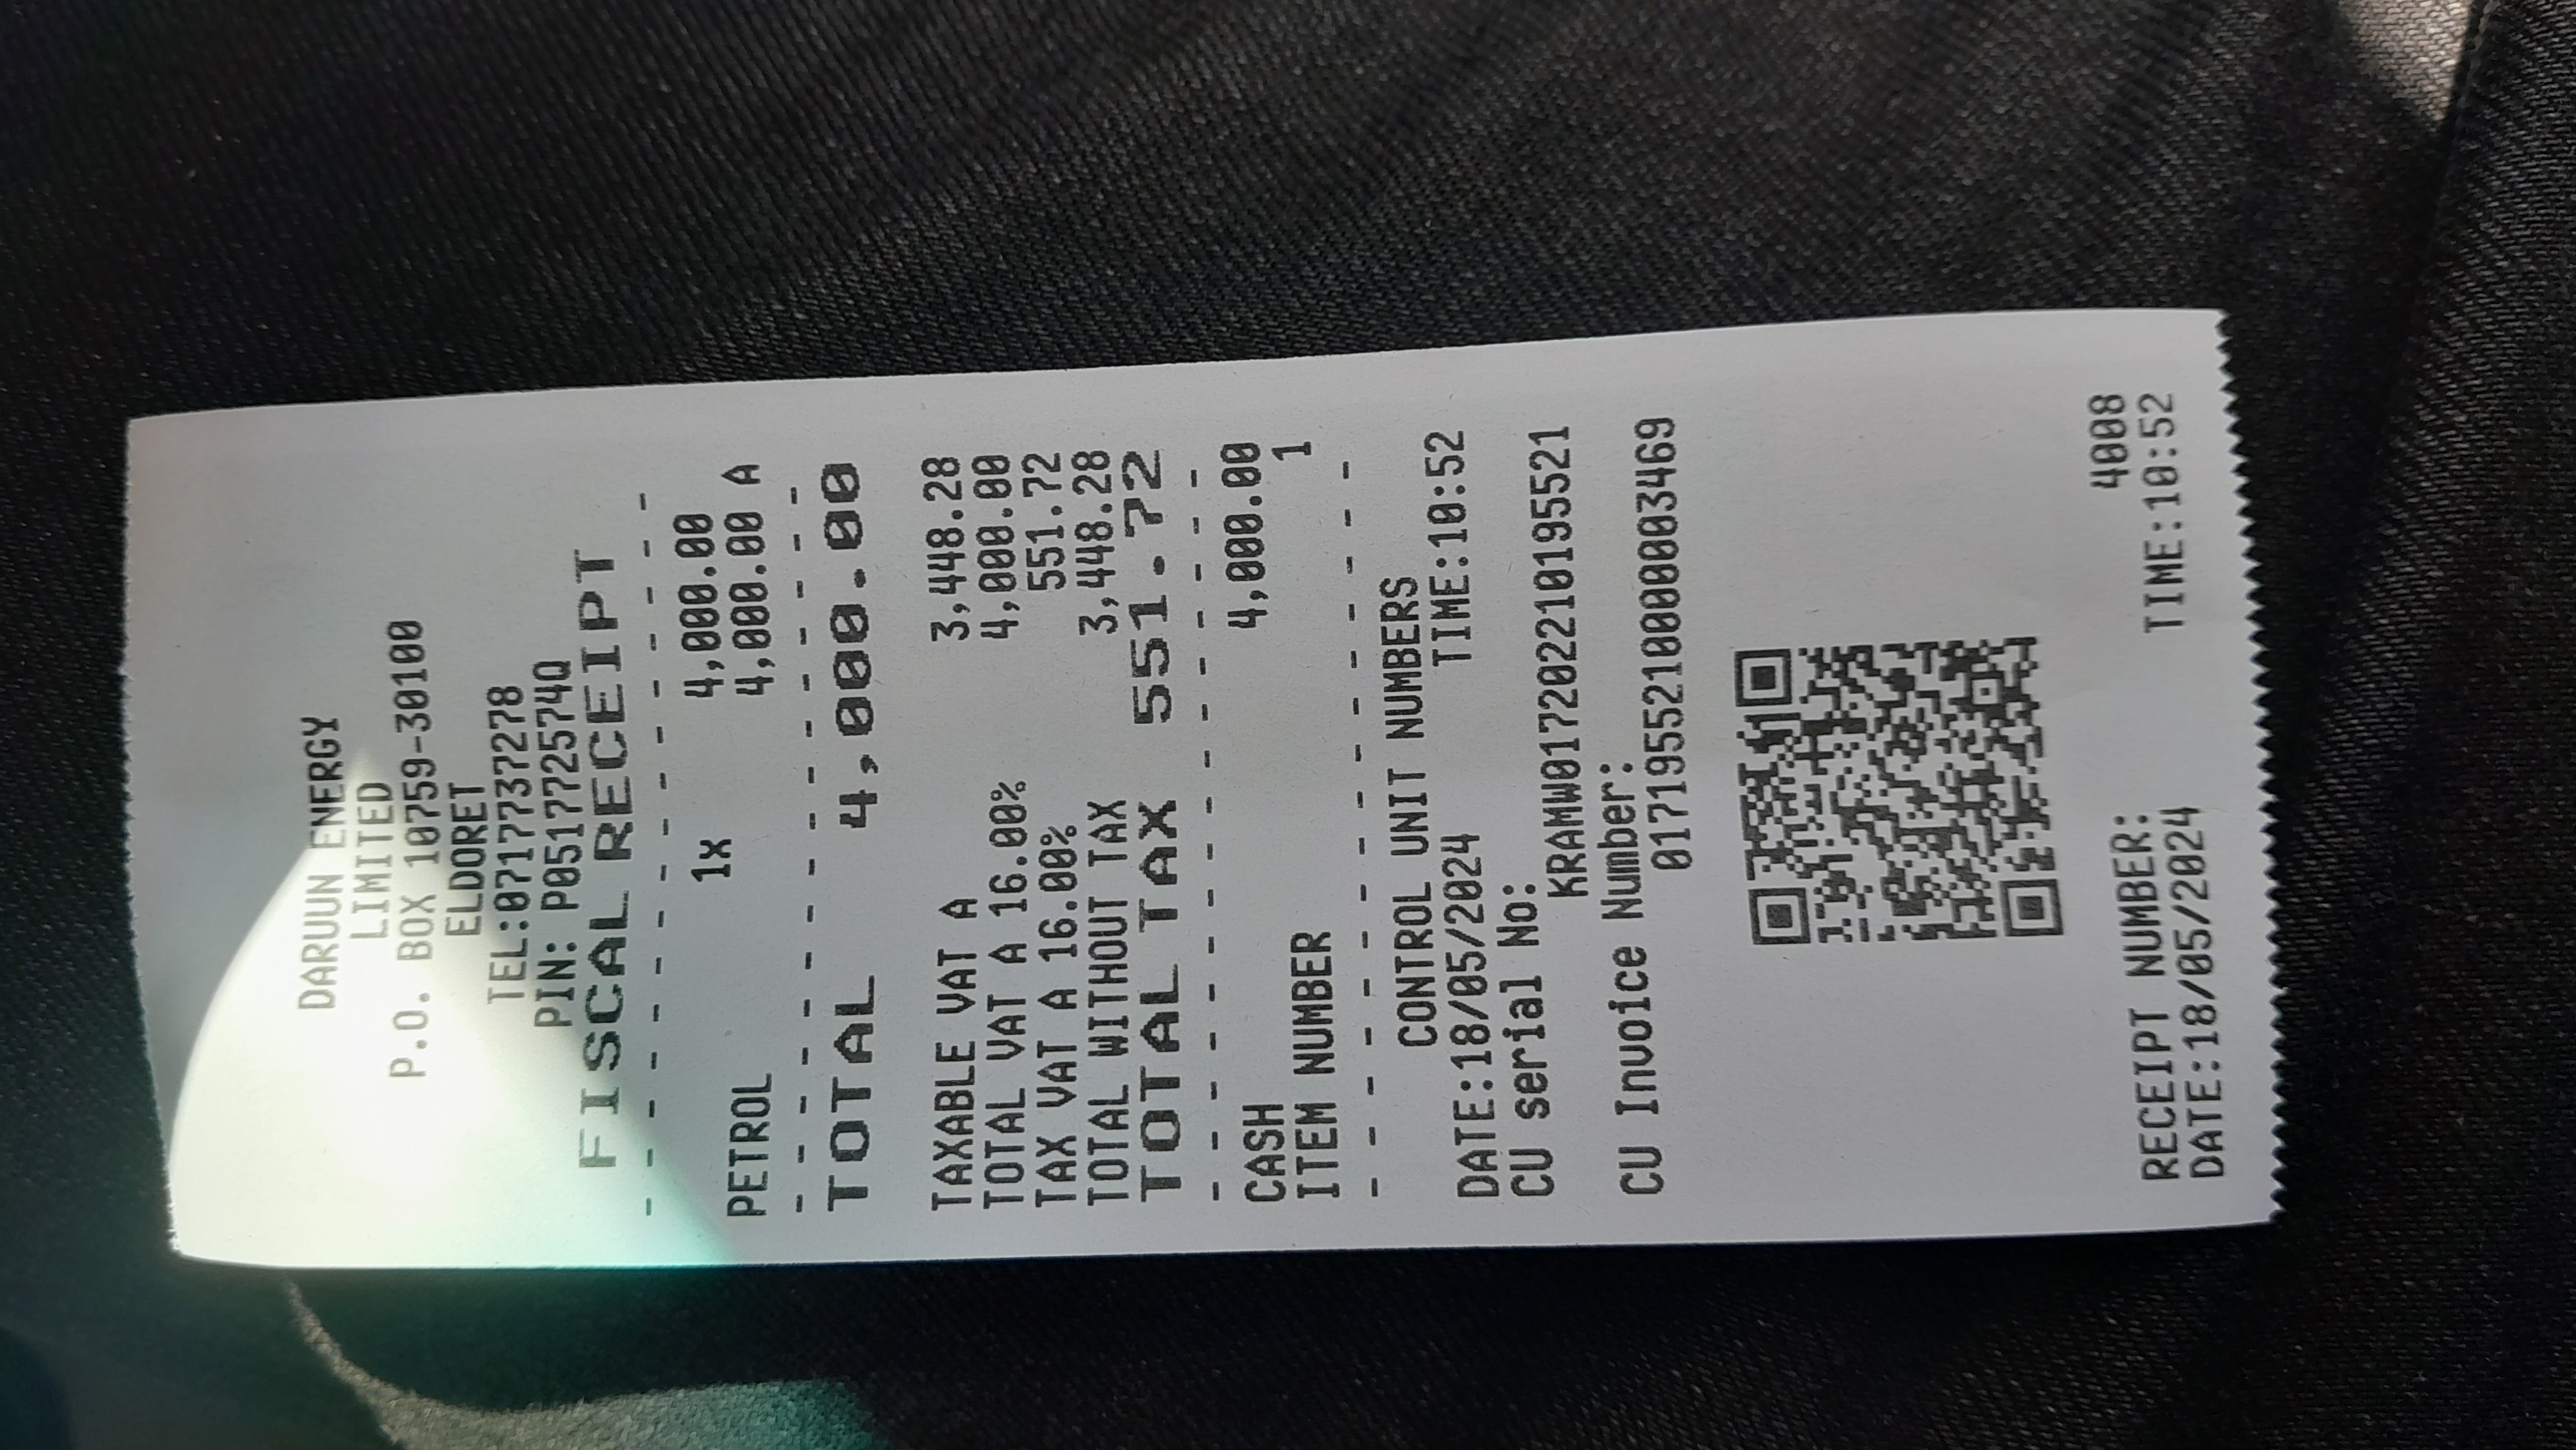 DARUUN ENERGY
LIMITED
P.O. BOX 10759-30100
ELDORET
TEL:0717737278
PIN: P051772574Q
FISCAL RECEIPT
- - - - - - - - - - - - - - -
1x 4,000.00
PETROL 4,000.00 A
- - - - - - - - - - - - - - -
TOTAL 4,000.00
TAXABLE VAT A 3,448.28
TOTAL VAT A 16.00% 4,000.00
TAX VAT A 16.00% 551.72
TOTAL WITHOUT TAX 3,448.28
TOTAL TAX 551.72
- - - - - - - - - - - - - - -
CASH 4,000.00
ITEM NUMBER 1
- - - - - - - - - - - - - - -
CONTROL UNIT NUMBERS
DATE:18/05/2024 TIME:10:52
CU serial No:
KRAMW017202210195521
CU Invoice Number:
0171955210000003469
RECEIPT NUMBER: 4008
DATE:18/05/2024 TIME:10:52